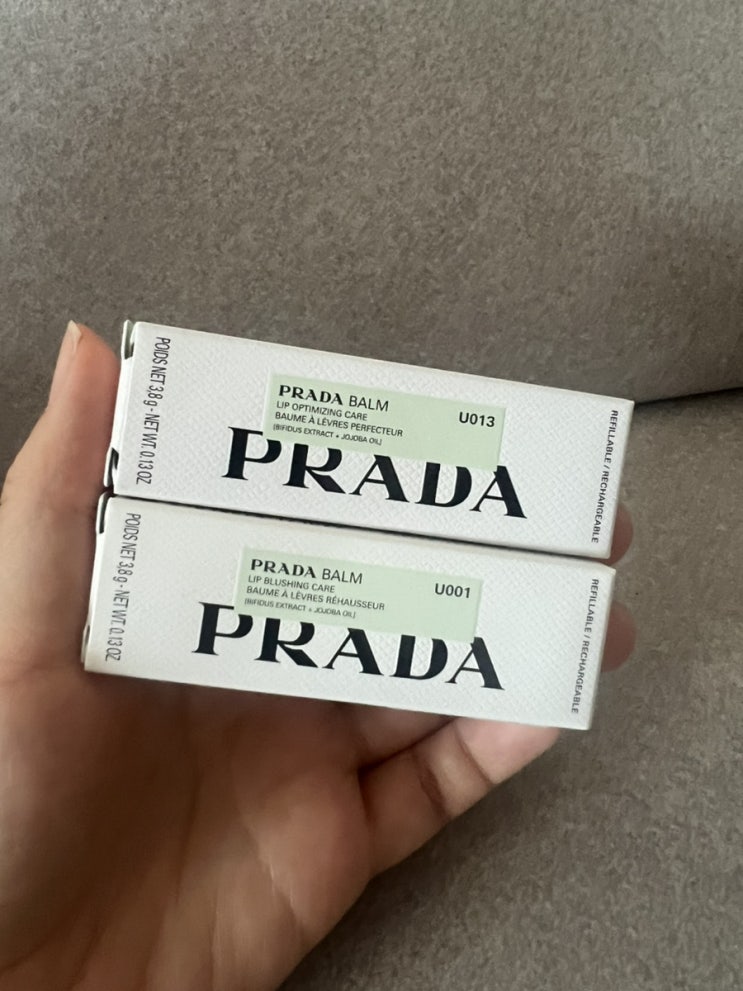 POIDS NET 3,8 g - NET WT. 0.13 OZ
PRADA BALM
LIP OPTIMIZING CARE
BAUME À LÈVRES PERFECTEUR
(BIFIDUS EXTRACT + JOJOBA OIL)
U013
PRADA
REFILLABLE / RECHARGEABLE
POIDS NET 3,8 g - NET WT. 0.13 OZ
PRADA BALM
LIP BLUSHING CARE
BAUME À LÈVRES RÉHAUSSEUR
(BIFIDUS EXTRACT + JOJOBA OIL)
U001
PRADA
REFILLABLE / RECHARGEABLE